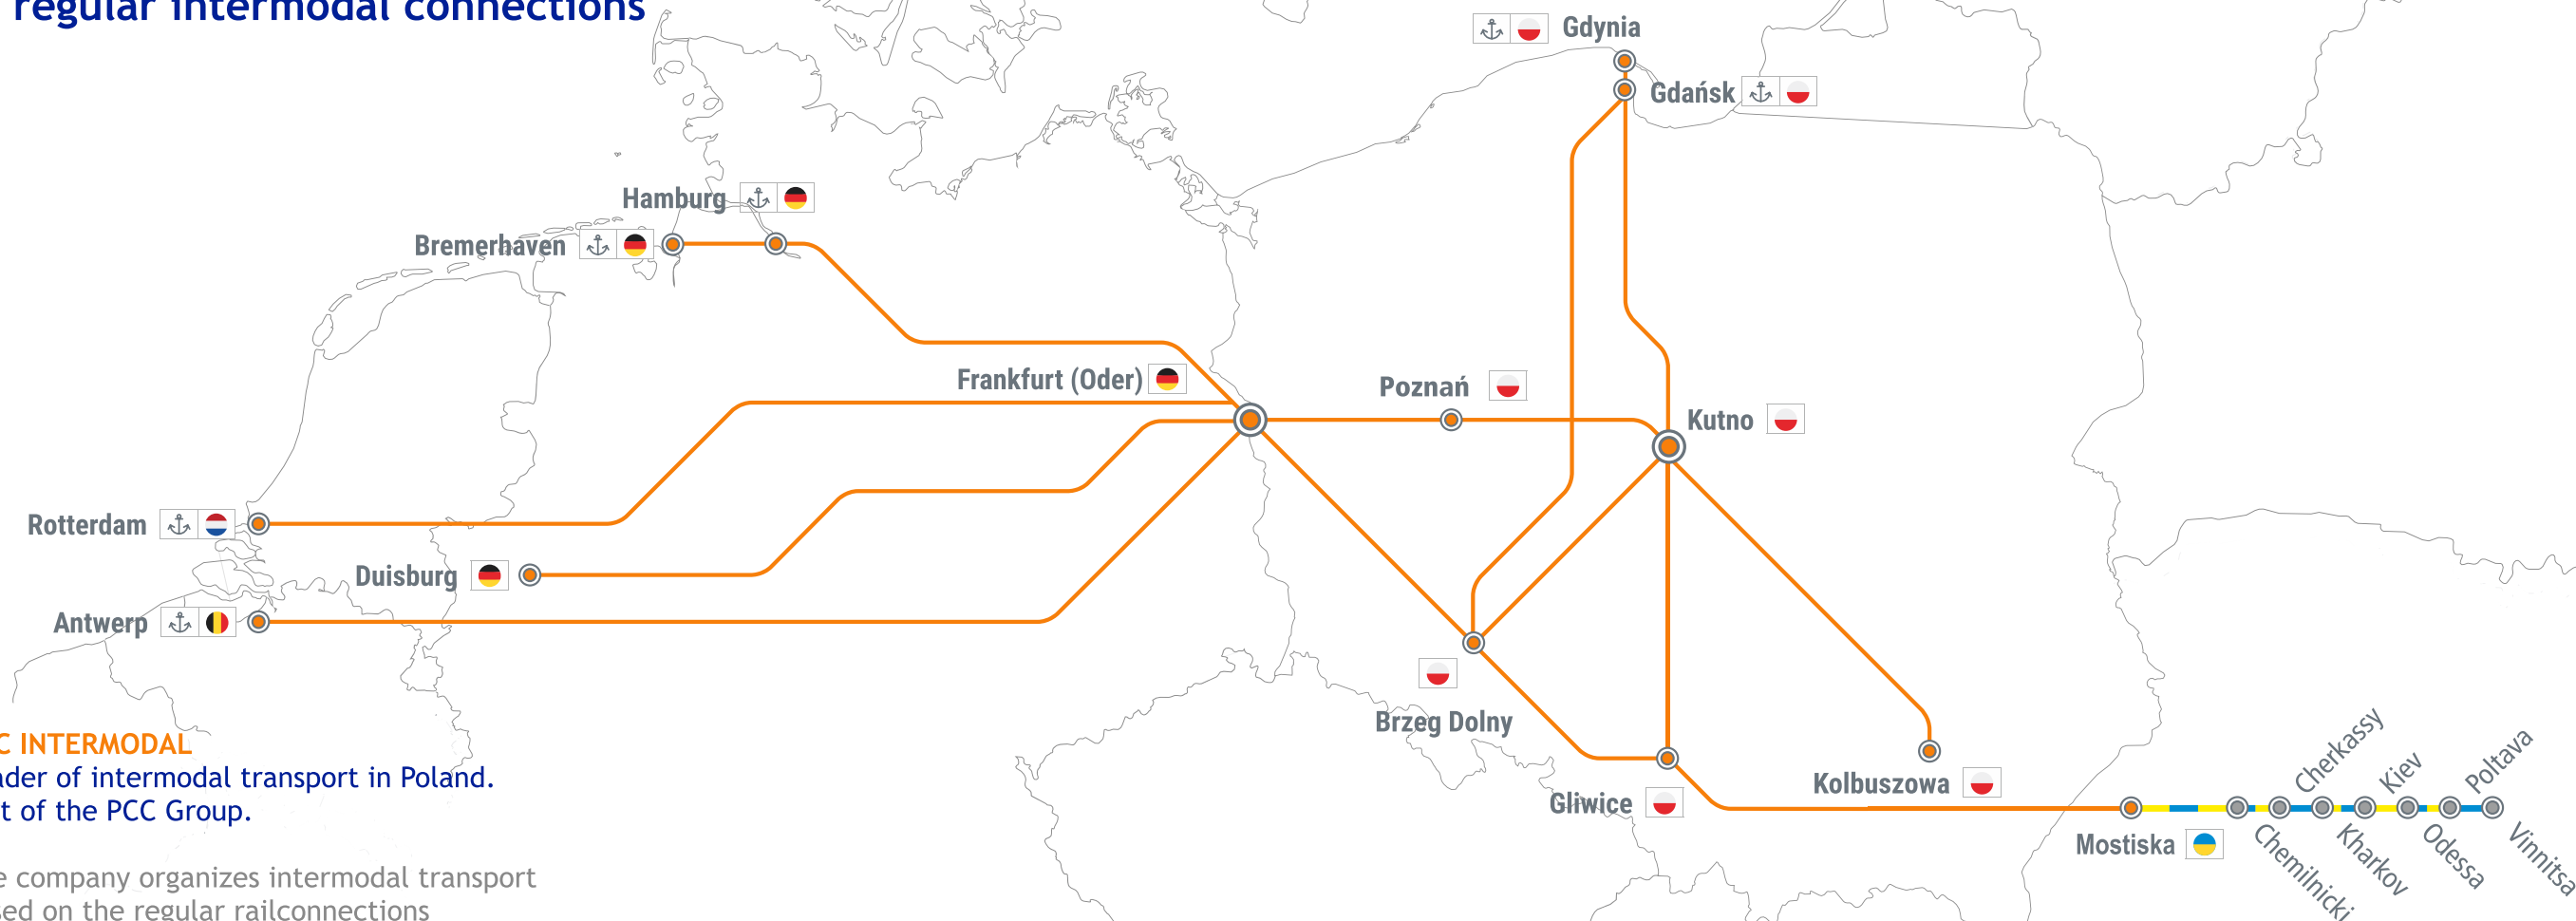 regular intermodal connections
Gdynia
Gdańsk
Hamburg
Bremerhaven
Frankfurt (Oder)
Poznań
Kutno
Rotterdam
Duisburg
Antwerp
Brzeg Dolny
Gliwice
Kolbuszowa
Mostiska
Cherkassy
Kiev
Poltava
Chemilnicki
Kharkov
Odessa
Vinnitsa
C INTERMODAL
ader of intermodal transport in Poland.
t of the PCC Group.
e company organizes intermodal transport
sed on the regular railconnections